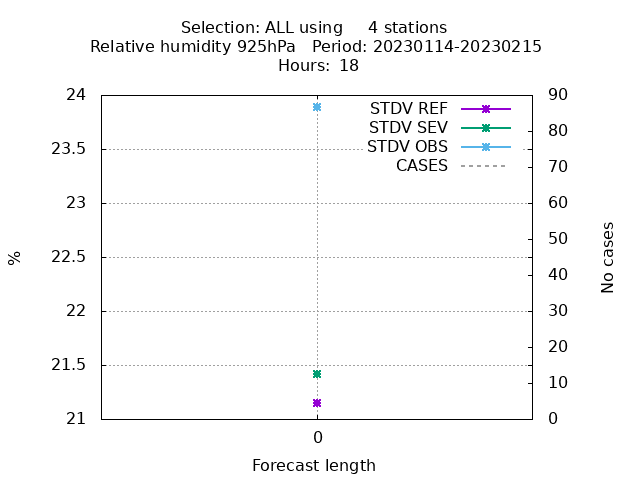 Selection: ALL using     4 stations
Relative humidity 925hPa   Period: 20230114-20230215
Hours:  18
24
23.5
23
22.5
22
21.5
21
%
90
80
70
60
50
40
30
20
10
0
No cases
STDV REF
STDV SEV
STDV OBS
CASES
0
Forecast length